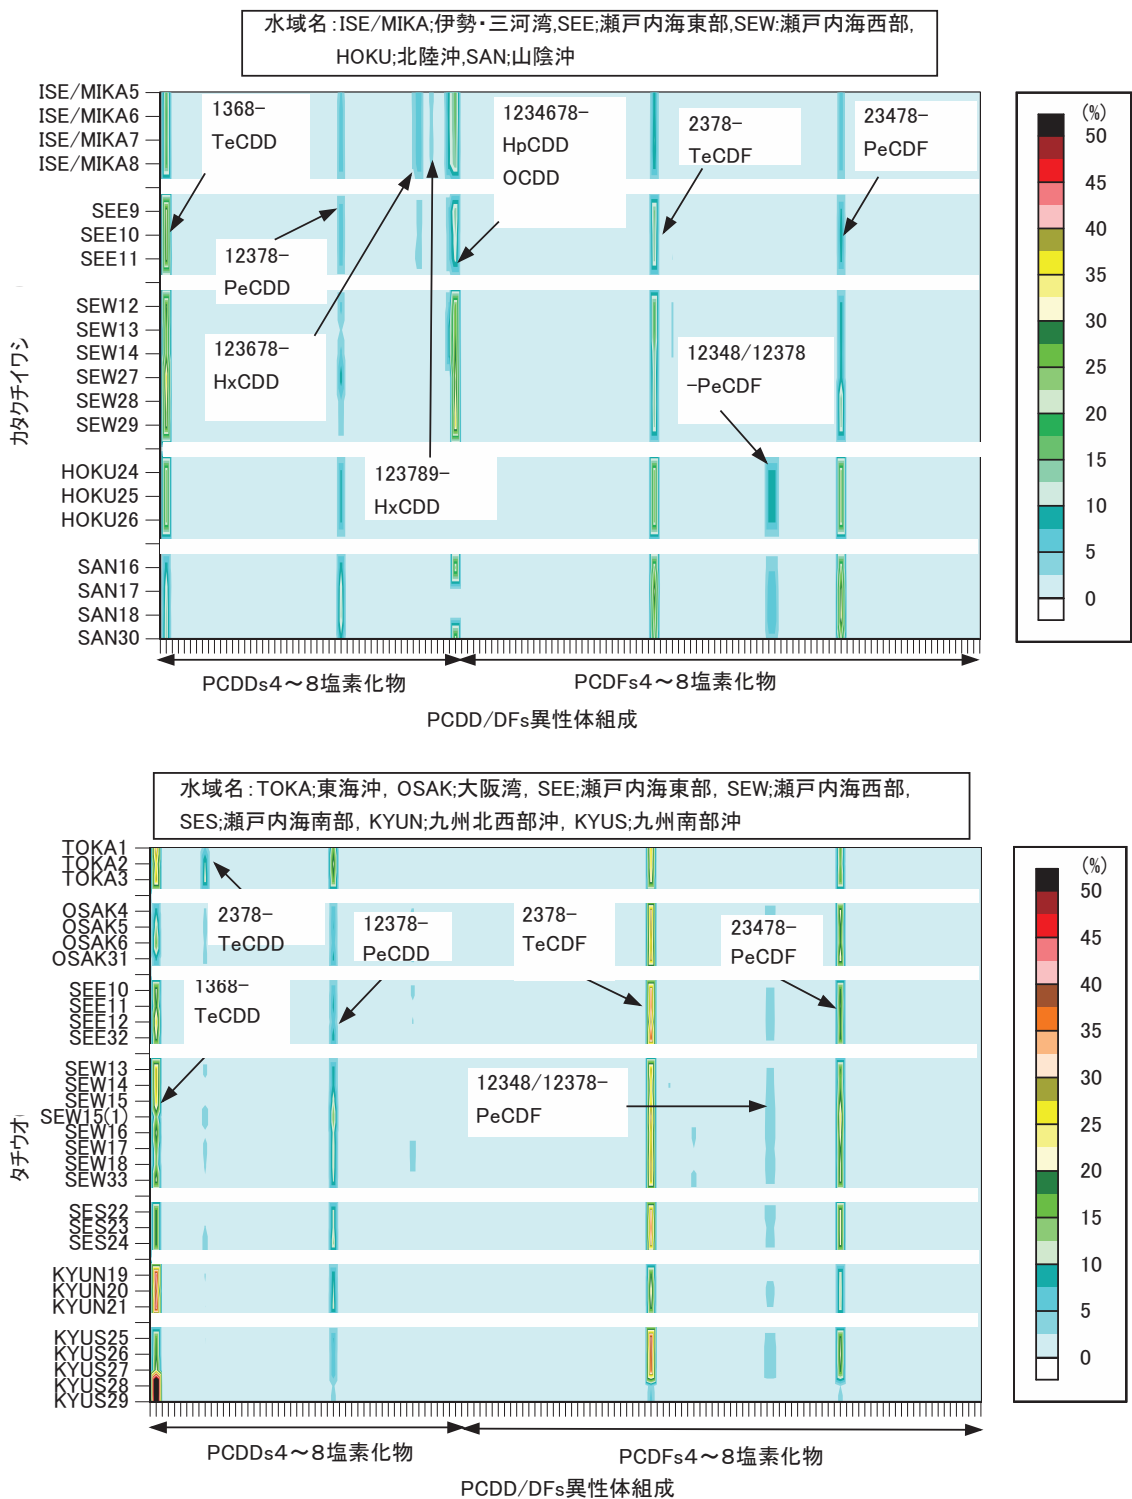 水域名:ISE/MIKA;伊勢・三河湾,SEE;瀬戸内海東部,SEW:瀬戸内海西部,
HOKU;北陸沖,SAN;山陰沖
ISE/MIKA5
ISE/MIKA6
ISE/MIKA7
ISE/MIKA8
SEE9
SEE10
SEE11
SEW12
SEW13
SEW14
SEW27
SEW28
SEW29
HOKU24
HOKU25
HOKU26
SAN16
SAN17
SAN18
SAN30
カタクチイワシ
1368-
TeCDD
1234678-
HpCDD
OCDD
2378-
TeCDF
23478-
PeCDF
12378-
PeCDD
123678-
HxCDD
12348/12378
-PeCDF
123789-
HxCDD
(%)
50
45
40
35
30
25
20
15
10
5
0
PCDDs4～8塩素化物
PCDFs4～8塩素化物
PCDD/DFs異性体組成
水域名:TOKA;東海沖, OSAK;大阪湾, SEE;瀬戸内海東部, SEW;瀬戸内海西部,
SES;瀬戸内海南部, KYUN;九州北西部沖, KYUS;九州南部沖
TOKA1
TOKA2
TOKA3
OSAK4
OSAK5
OSAK6
OSAK31
SEE10
SEE11
SEE12
SEE32
SEW13
SEW14
SEW15
SEW15(1)
SEW16
SEW17
SEW18
SEW33
SES22
SES23
SES24
KYUN19
KYUN20
KYUN21
KYUS25
KYUS26
KYUS27
KYUS28
KYUS29
タチウオ
2378-
TeCDD
12378-
PeCDD
2378-
TeCDF
23478-
PeCDF
1368-
TeCDD
12348/12378-
PeCDF
(%)
50
45
40
35
30
25
20
15
10
5
0
PCDDs4～8塩素化物
PCDFs4～8塩素化物
PCDD/DFs異性体組成